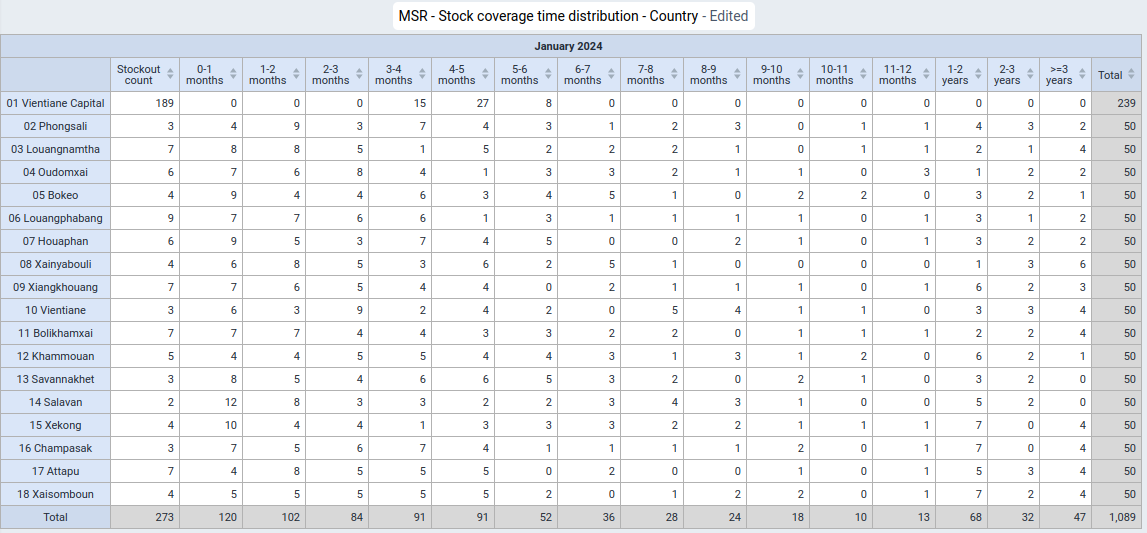 MSR - Stock coverage time distribution - Country - Edited
January 2024
Stockout count 0-1 months 1-2 months 2-3 months 3-4 months 4-5 months 5-6 months 6-7 months 7-8 months 8-9 months 9-10 months 10-11 months 11-12 months 1-2 years 2-3 years >=3 years Total
01 Vientiane Capital 189 0 0 0 15 27 8 0 0 0 0 0 0 0 0 0 239
02 Phongsali 3 4 9 3 7 4 3 1 2 3 0 1 1 4 3 2 50
03 Louangnamtha 7 8 8 5 1 5 2 2 2 1 0 1 1 2 1 4 50
04 Oudomxai 6 7 6 8 4 1 3 3 2 1 1 0 3 1 2 2 50
05 Bokeo 4 9 4 4 6 3 4 5 1 0 2 2 0 3 2 1 50
06 Louangphabang 9 7 7 6 6 1 3 1 1 1 1 0 1 3 1 2 50
07 Houaphan 6 9 5 3 7 4 5 0 0 2 1 0 1 3 2 2 50
08 Xainyabouli 4 6 8 5 3 6 2 5 1 0 0 0 0 1 3 6 50
09 Xiangkhouang 7 7 6 5 4 4 0 2 1 1 1 0 1 6 2 3 50
10 Vientiane 3 6 3 9 2 4 2 0 5 4 1 1 0 3 3 4 50
11 Bolikhamxai 7 7 7 4 4 3 3 2 2 0 1 1 1 2 2 4 50
12 Khammouan 5 4 4 5 5 4 4 3 1 3 1 2 0 6 2 1 50
13 Savannakhet 3 8 5 4 6 6 5 3 2 0 2 1 0 3 2 0 50
14 Salavan 2 12 8 3 3 2 2 3 4 3 1 0 0 5 2 0 50
15 Xekong 4 10 4 4 1 3 3 3 2 2 1 1 1 7 0 4 50
16 Champasak 3 7 5 6 7 4 1 1 1 1 2 0 1 7 0 4 50
17 Attapu 7 4 8 5 5 5 0 2 0 0 1 0 1 5 3 4 50
18 Xaisomboun 4 5 5 5 5 5 2 0 1 2 2 0 1 7 2 4 50
Total 273 120 102 84 91 91 52 36 28 24 18 10 13 68 32 47 1,089